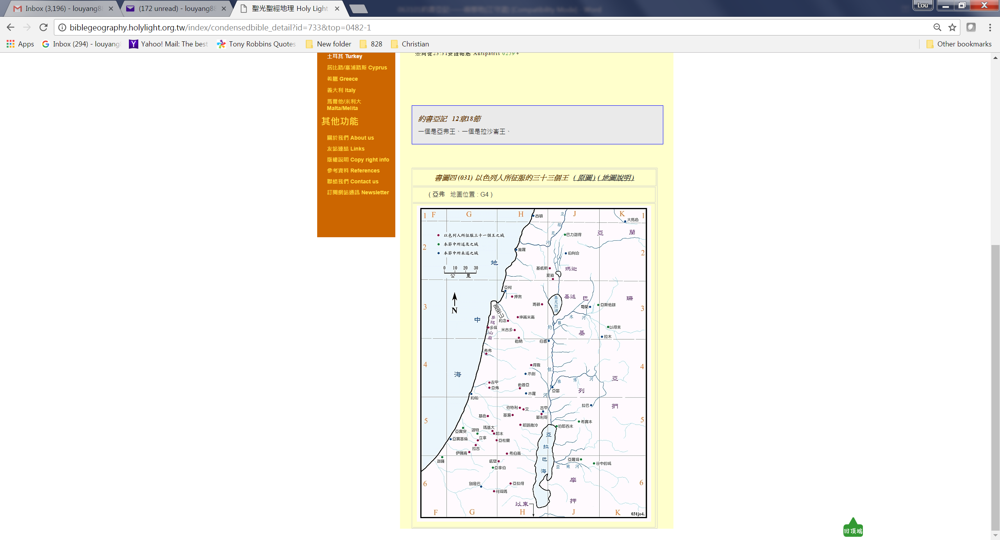 Inbox (3,196) - louyang88
(172 unread) - louyang88
聖光聖經地理 Holy Light
Lou
biblegeography.holylight.org.tw/index/condensedbible_detail?id=733&top=0482-1
Apps
Inbox (294) - louyang8
Yahoo! Mail: The best
Tony Robbins Quotes
New folder
828
Christian
Other bookmarks
土耳其 Turkey
居比路/塞浦路斯 Cyprus
希臘 Greece
義大利 Italy
馬爾他/米利大
Malta/Melita
其他功能
關於我們 About us
友站連結 Links
版權說明 Copy right info
參考資料 References
聯絡我們 Contact us
訂閱網站通訊 Newsletter
※同徒23:31安提帕底 Antipatris 0259。
約書亞記 12章18節
一個是亞弗王、一個是拉沙崙王、
書圖四 (031) 以色列人所征服的三十三個王 ( 原圖 ) ( 地圖說明 )
( 亞弗 地圖位置 : G4 )
1 F G H J K 1
西頓
立坦尼河
大馬色
以色列人所征服三十一個王之城
巴力迦得
亞蘭
本節中所述及之城
2
推羅
本節中所未述之城
伯利合
2
地
0 10 20 30
公里
基低斯
瑪迦
夏瑣
亞柯
押煞
基述
巴珊
基尼烈湖
瑪頓
哥蘭
亞斯他錄
3
N
迦密山
3
中
多珥山崗
約念
伸崙米崙
雅木河
多珥
米吉多
約
以得來
基
拉末
他納
伯善
希弗
4
得撒
但
4
海
示劍
雅博河
亞
吉甲
亞弗
他普亞
亞當
列
示羅
河
約帕
伯特利
艾
吉甲
拉巴
捫
基色
基遍
耶利哥
5
耶路撒冷
希實本
5
伯耶西末
亞實突
迦特
瑪基大
耶末
亞實基倫
立拿
亞杜蘭
亞拉巴海
拉吉
伊磯崙
希伯崙
迦薩
底壁
亞羅珥
谷中的城
亞拿伯
亞嫩河
6
別是巴
亞拉得
摩押
6
何珥瑪
以東
F G H J K
031jo4.
回頂端